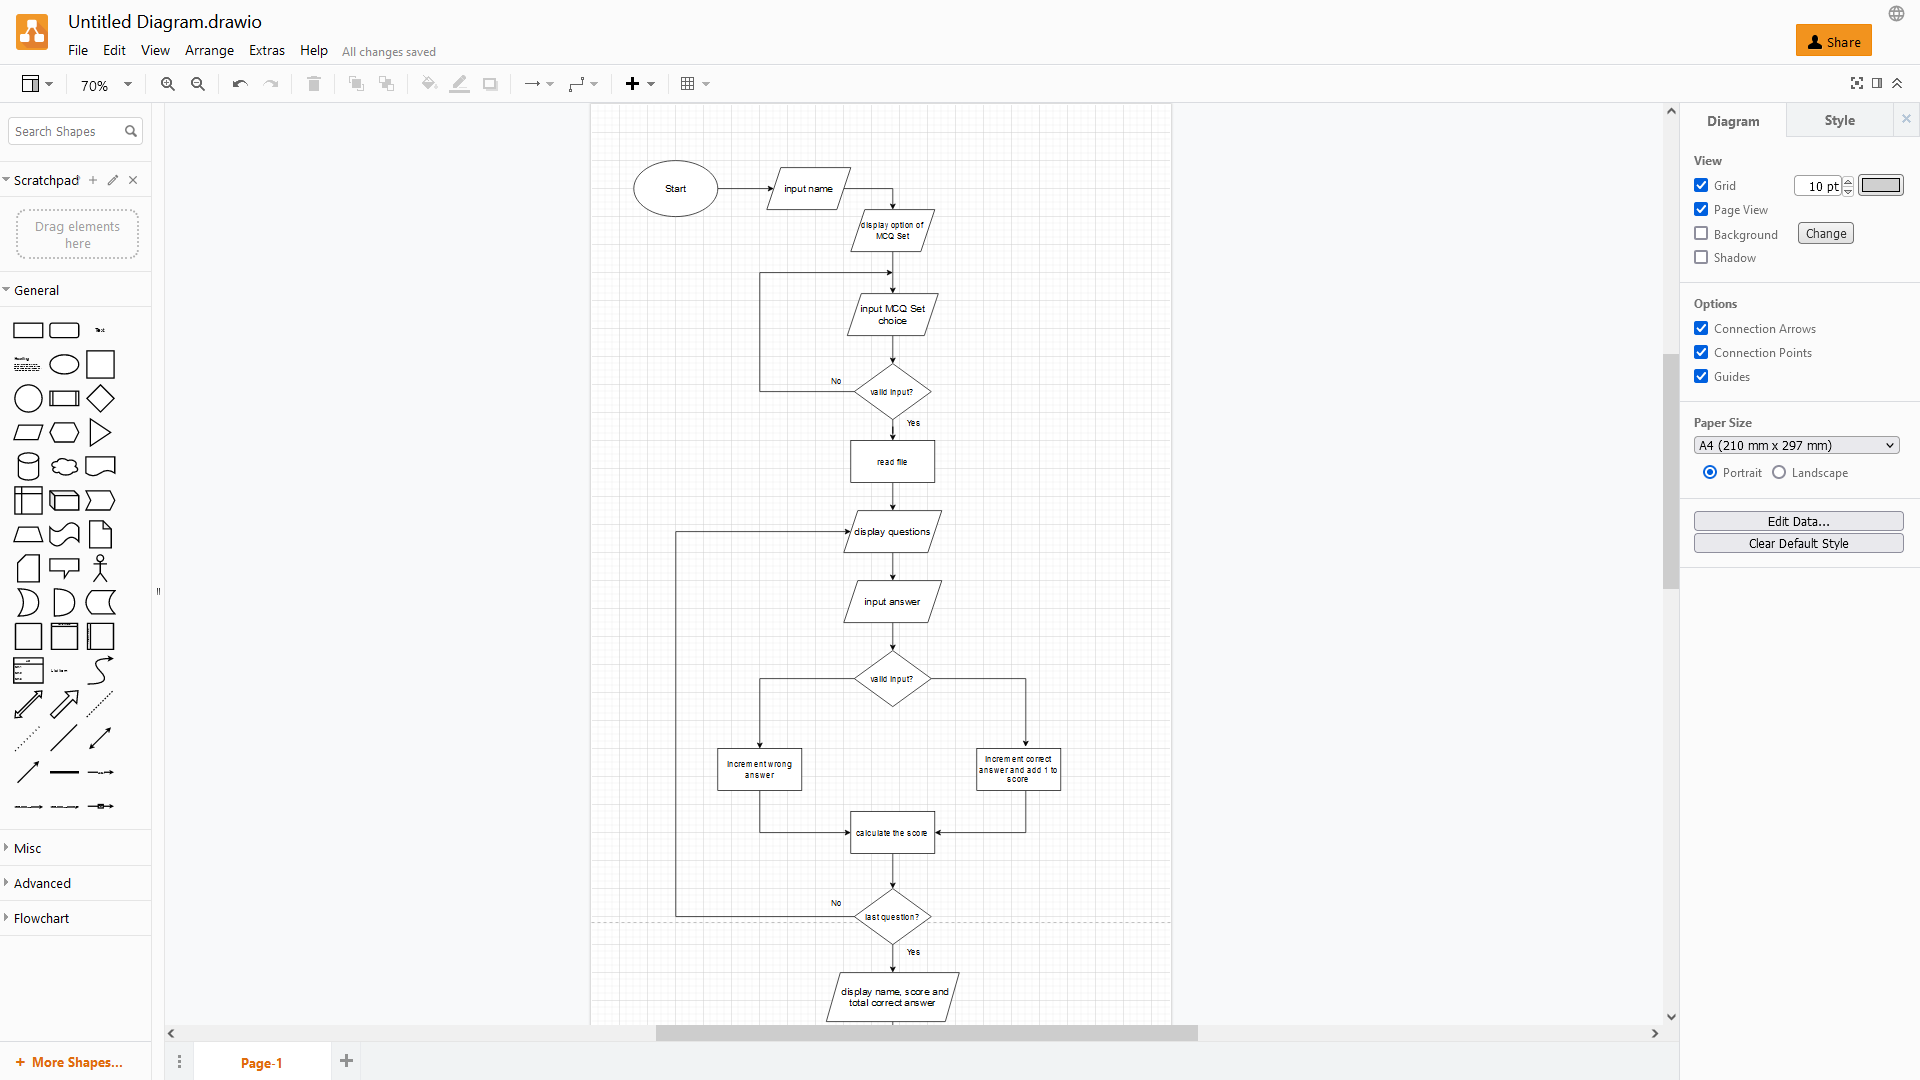 Untitled Diagram.drawio
File Edit View Arrange Extras Help All changes saved
Share
70%
Search Shapes
Scratchpad
Drag elements
here
General
Text
Heading
Misc
Advanced
Flowchart
+ More Shapes...
Start
input name
display option of
MCQ Set
input MCQ Set
choice
valid input?
No
Yes
read file
display questions
input answer
valid input?
Increment wrong
answer
Increment correct
answer and add 1 to
score
calculate the score
last question?
No
Yes
display name, score and
total correct answer
Page-1
Diagram Style
View
Grid 10 pt
Page View
Background Change
Shadow
Options
Connection Arrows
Connection Points
Guides
Paper Size
A4 (210 mm x 297 mm)
Portrait Landscape
Edit Data...
Clear Default Style